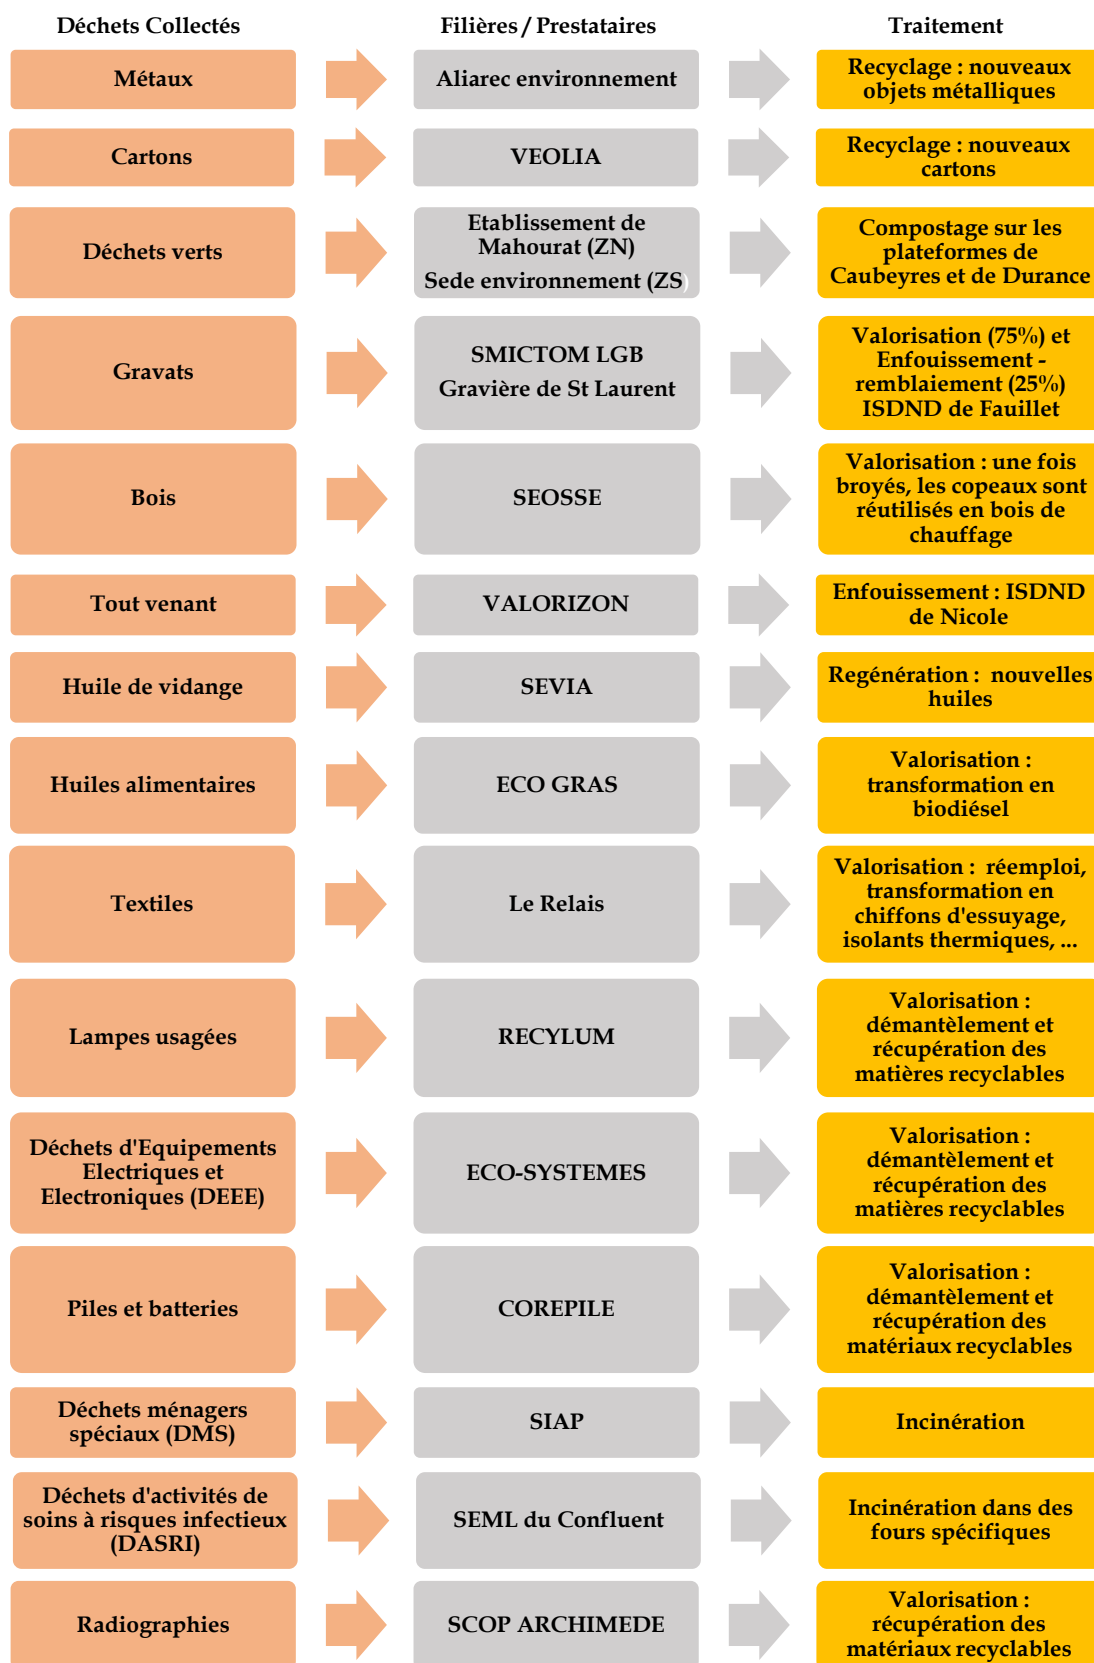 Déchets Collectés
Filières / Prestataires
Traitement
Métaux
Aliarec environnement
Recyclage : nouveaux
objets métalliques
Cartons
VEOLIA
Recyclage : nouveaux
cartons
Déchets verts
Etablissement de
Mahourat (ZN)
Sede environnement (ZS)
Compostage sur les
plateformes de
Caubeyres et de Durance
Gravats
SMICTOM LGB
Gravière de St Laurent
Valorisation (75%) et
Enfouissement -
remblaiement (25%)
ISDND de Fauillet
Bois
SEOSSE
Valorisation : une fois
broyés, les copeaux sont
réutilisés en bois de
chauffage
Tout venant
VALORIZON
Enfouissement : ISDND
de Nicole
Huile de vidange
SEVIA
Regénération :  nouvelles
huiles
Huiles alimentaires
ECO GRAS
Valorisation :
transformation en
biodiésel
Textiles
Le Relais
Valorisation :  réemploi,
transformation en
chiffons d'essuyage,
isolants thermiques, ...
Lampes usagées
RECYLUM
Valorisation :
démantèlement et
récupération des
matières recyclables
Déchets d'Equipements
Electriques et
Electroniques (DEEE)
ECO-SYSTEMES
Valorisation :
démantèlement et
récupération des
matières recyclables
Piles et batteries
COREPILE
Valorisation :
démantèlement et
récupération des
matériaux recyclables
Déchets ménagers
spéciaux (DMS)
SIAP
Incinération
Déchets d'activités de
soins à risques infectieux
(DASRI)
SEML du Confluent
Incinération dans des
fours spécifiques
Radiographies
SCOP ARCHIMEDE
Valorisation :
récupération des
matériaux recyclables